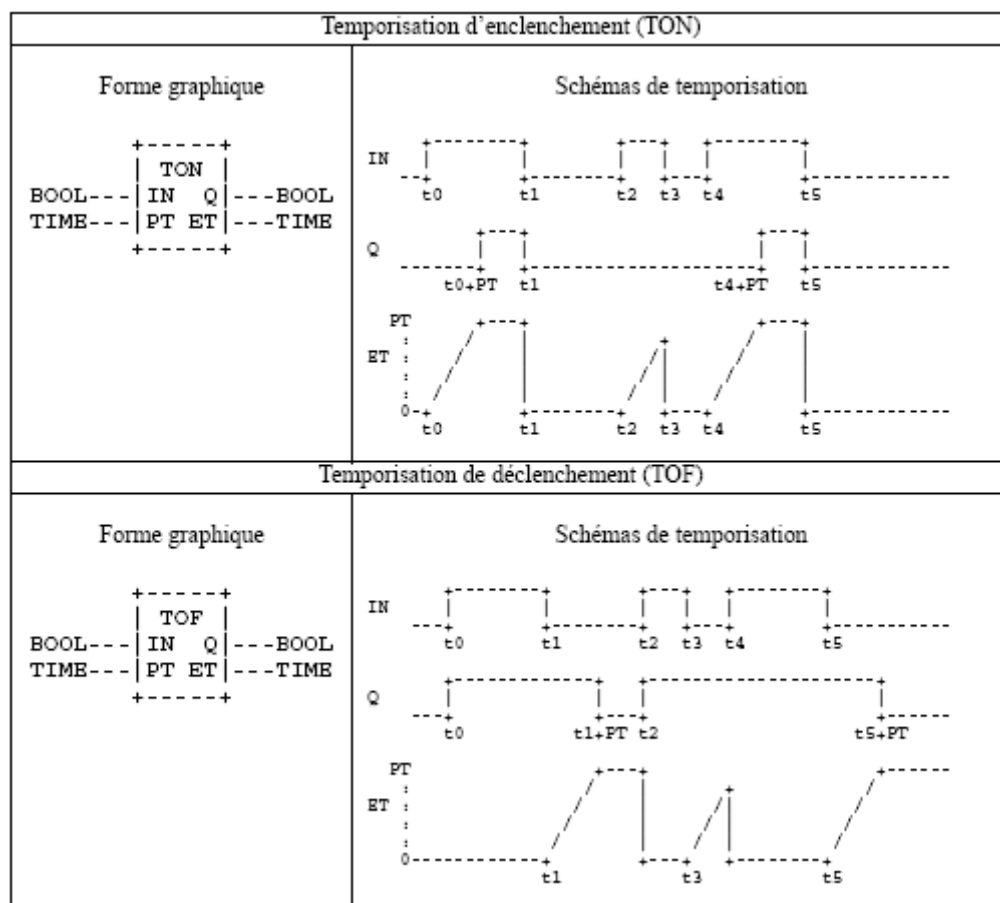 Temporisation d'enclenchement (TON)
Forme graphique
+-----+
| TON |
BOOL---| IN Q|---BOOL
TIME---|PT ET|---TIME
+-----+
Schémas de temporisation
IN
t0 t1 t2 t3 t4 t5
Q
t0+PT t1 t4+PT t5
PT
ET
0
t0 t1 t2 t3 t4 t5
Temporisation de déclenchement (TOF)
Forme graphique
+-----+
| TOF |
BOOL---| IN Q|---BOOL
TIME---|PT ET|---TIME
+-----+
Schémas de temporisation
IN
t0 t1 t2 t3 t4 t5
Q
t0 t1+PT t2 t5+PT
PT
ET
0
t1 t3 t5